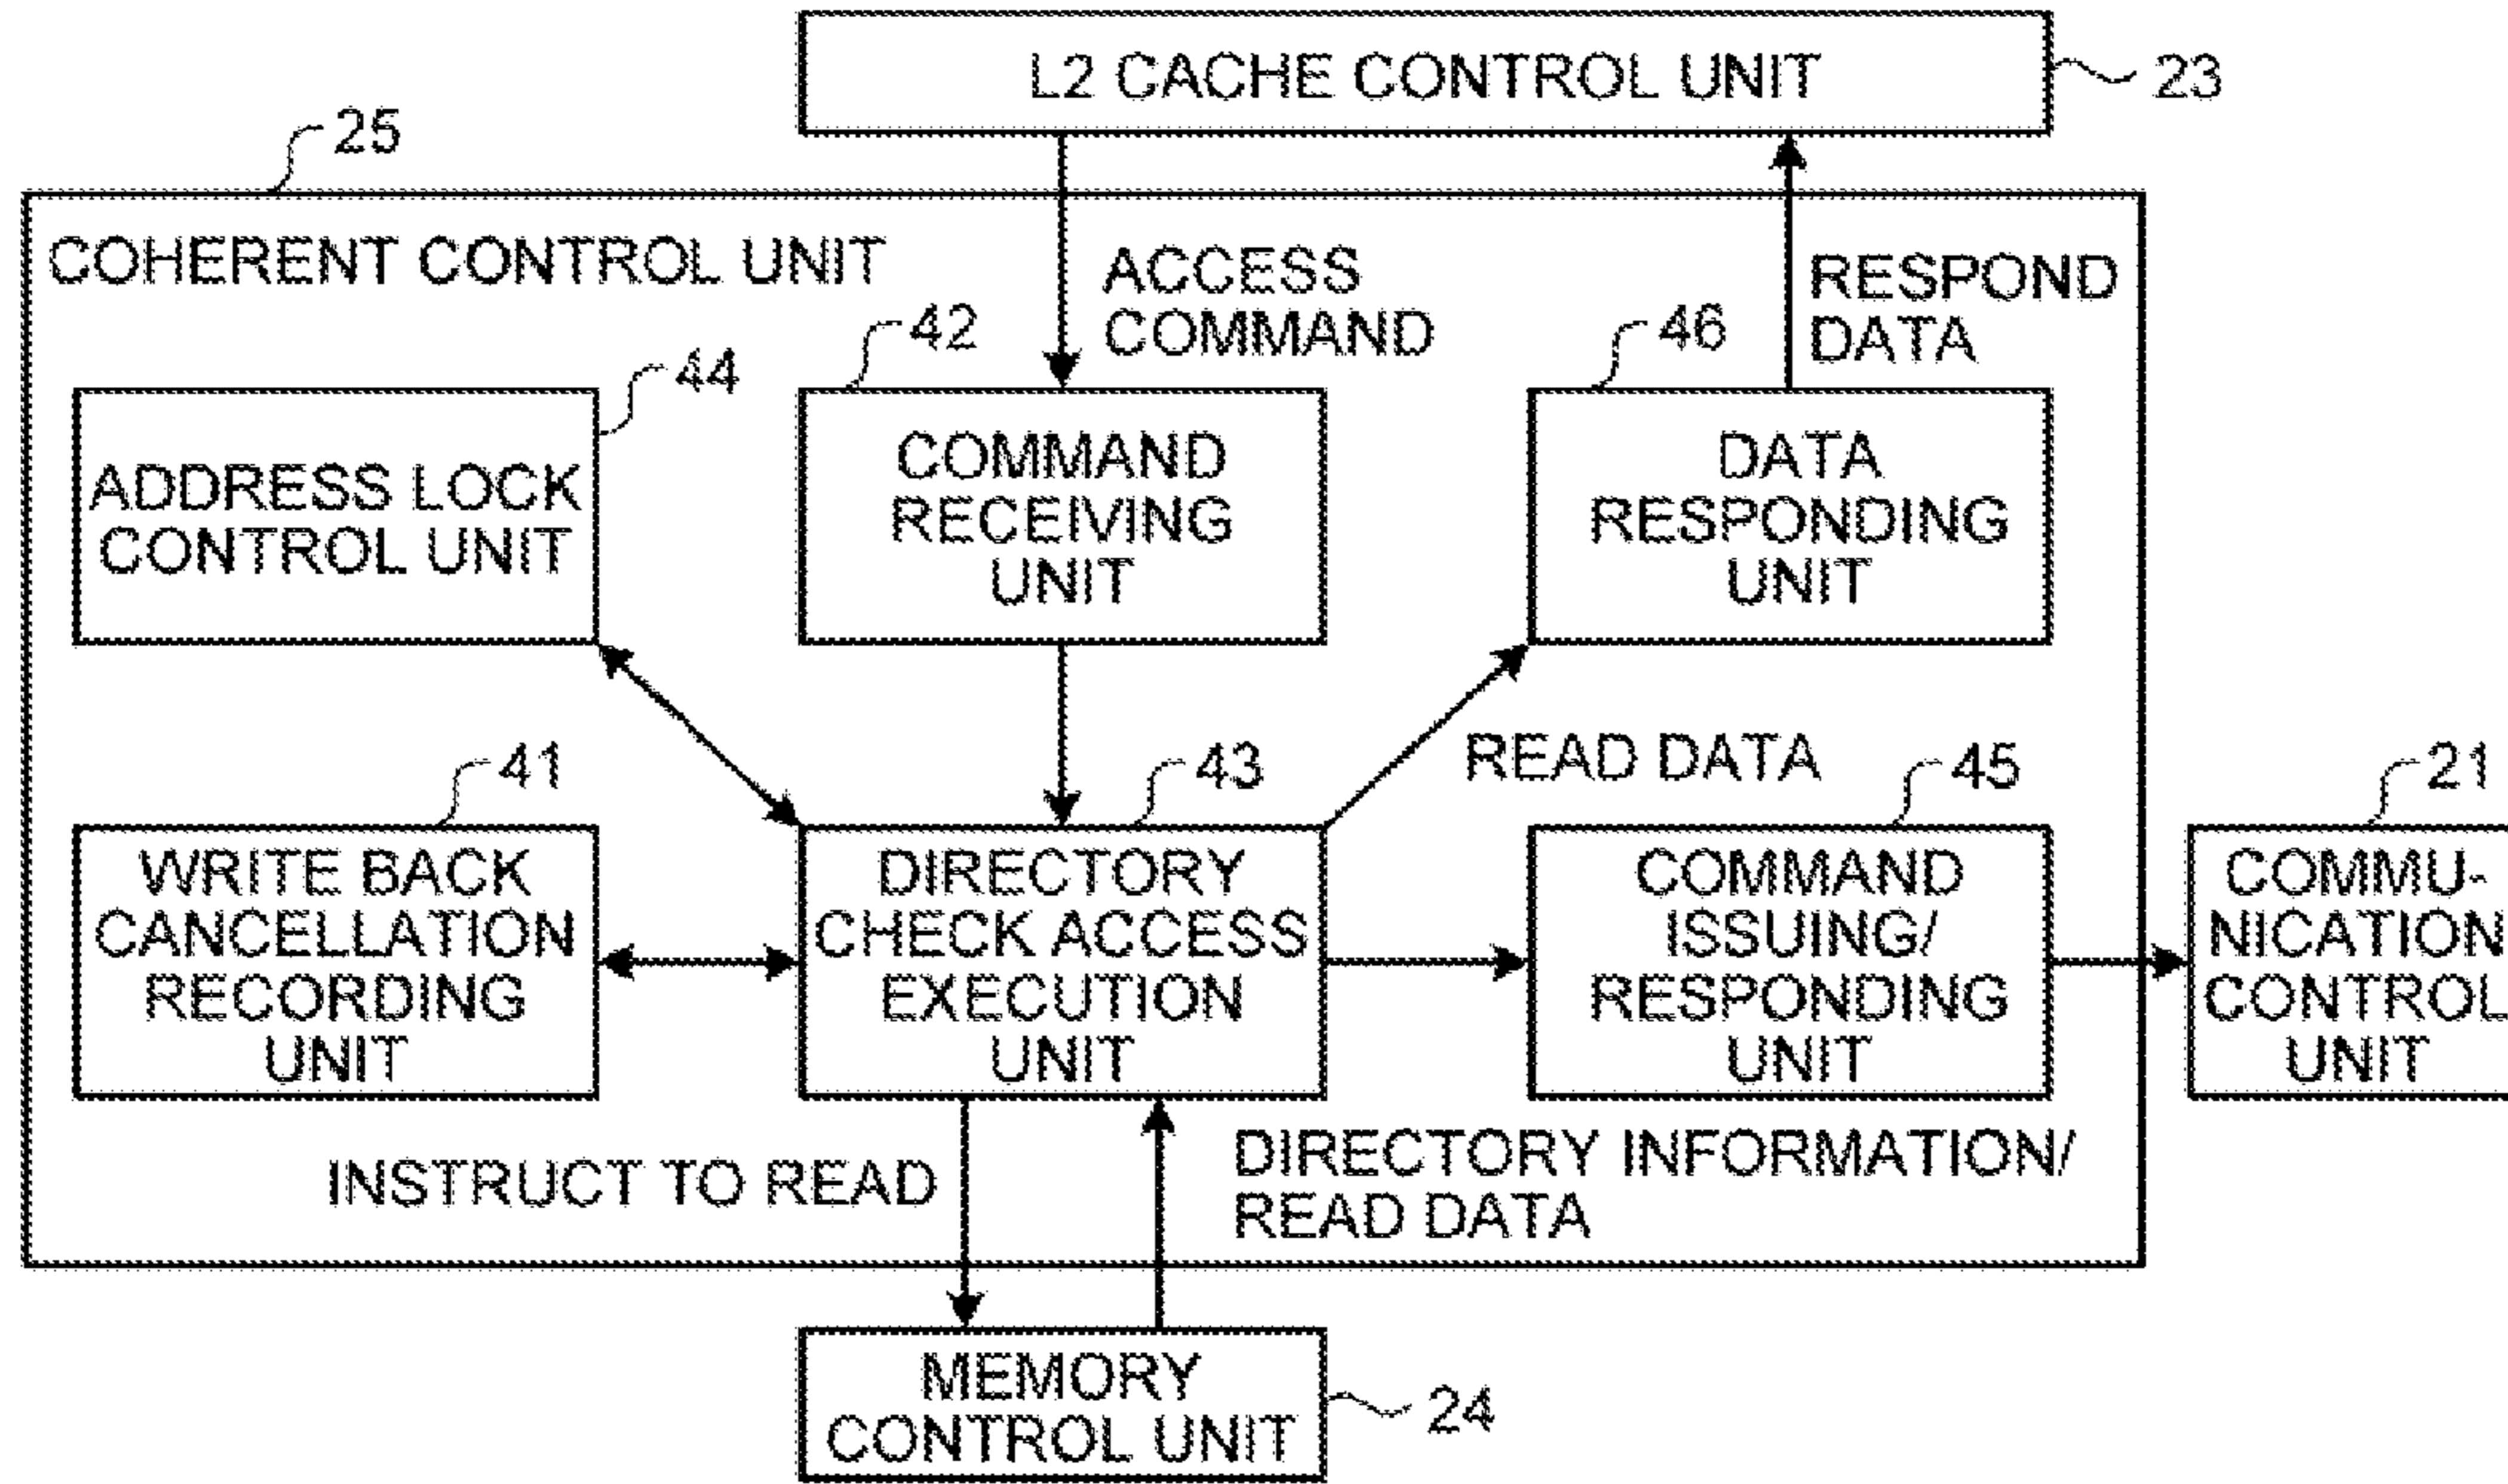 L2 CACHE CONTROL UNIT
23
25
COHERENT CONTROL UNIT
ACCESS
COMMAND
RESPOND
DATA
44
42
46
ADDRESS LOCK
CONTROL UNIT
COMMAND
RECEIVING
UNIT
DATA
RESPONDING
UNIT
READ DATA
41
43
45
21
WRITE BACK
CANCELLATION
RECORDING
UNIT
DIRECTORY
CHECK ACCESS
EXECUTION
UNIT
COMMAND
ISSUING/
RESPONDING
UNIT
COMMU-
NICATION
CONTROL
UNIT
INSTRUCT TO READ
DIRECTORY INFORMATION/
READ DATA
MEMORY
CONTROL UNIT
24